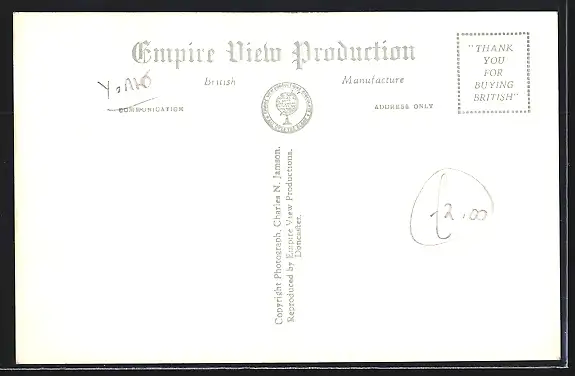 Empire View Production
"THANK
YOU
FOR
BUYING
BRITISH"
British Manufacture
COMMUNICATION
ADDRESS ONLY
Copyright Photograph, Charles N. Jamson.
Reproduced by Empire View Productions,
Doncaster.
£2.00